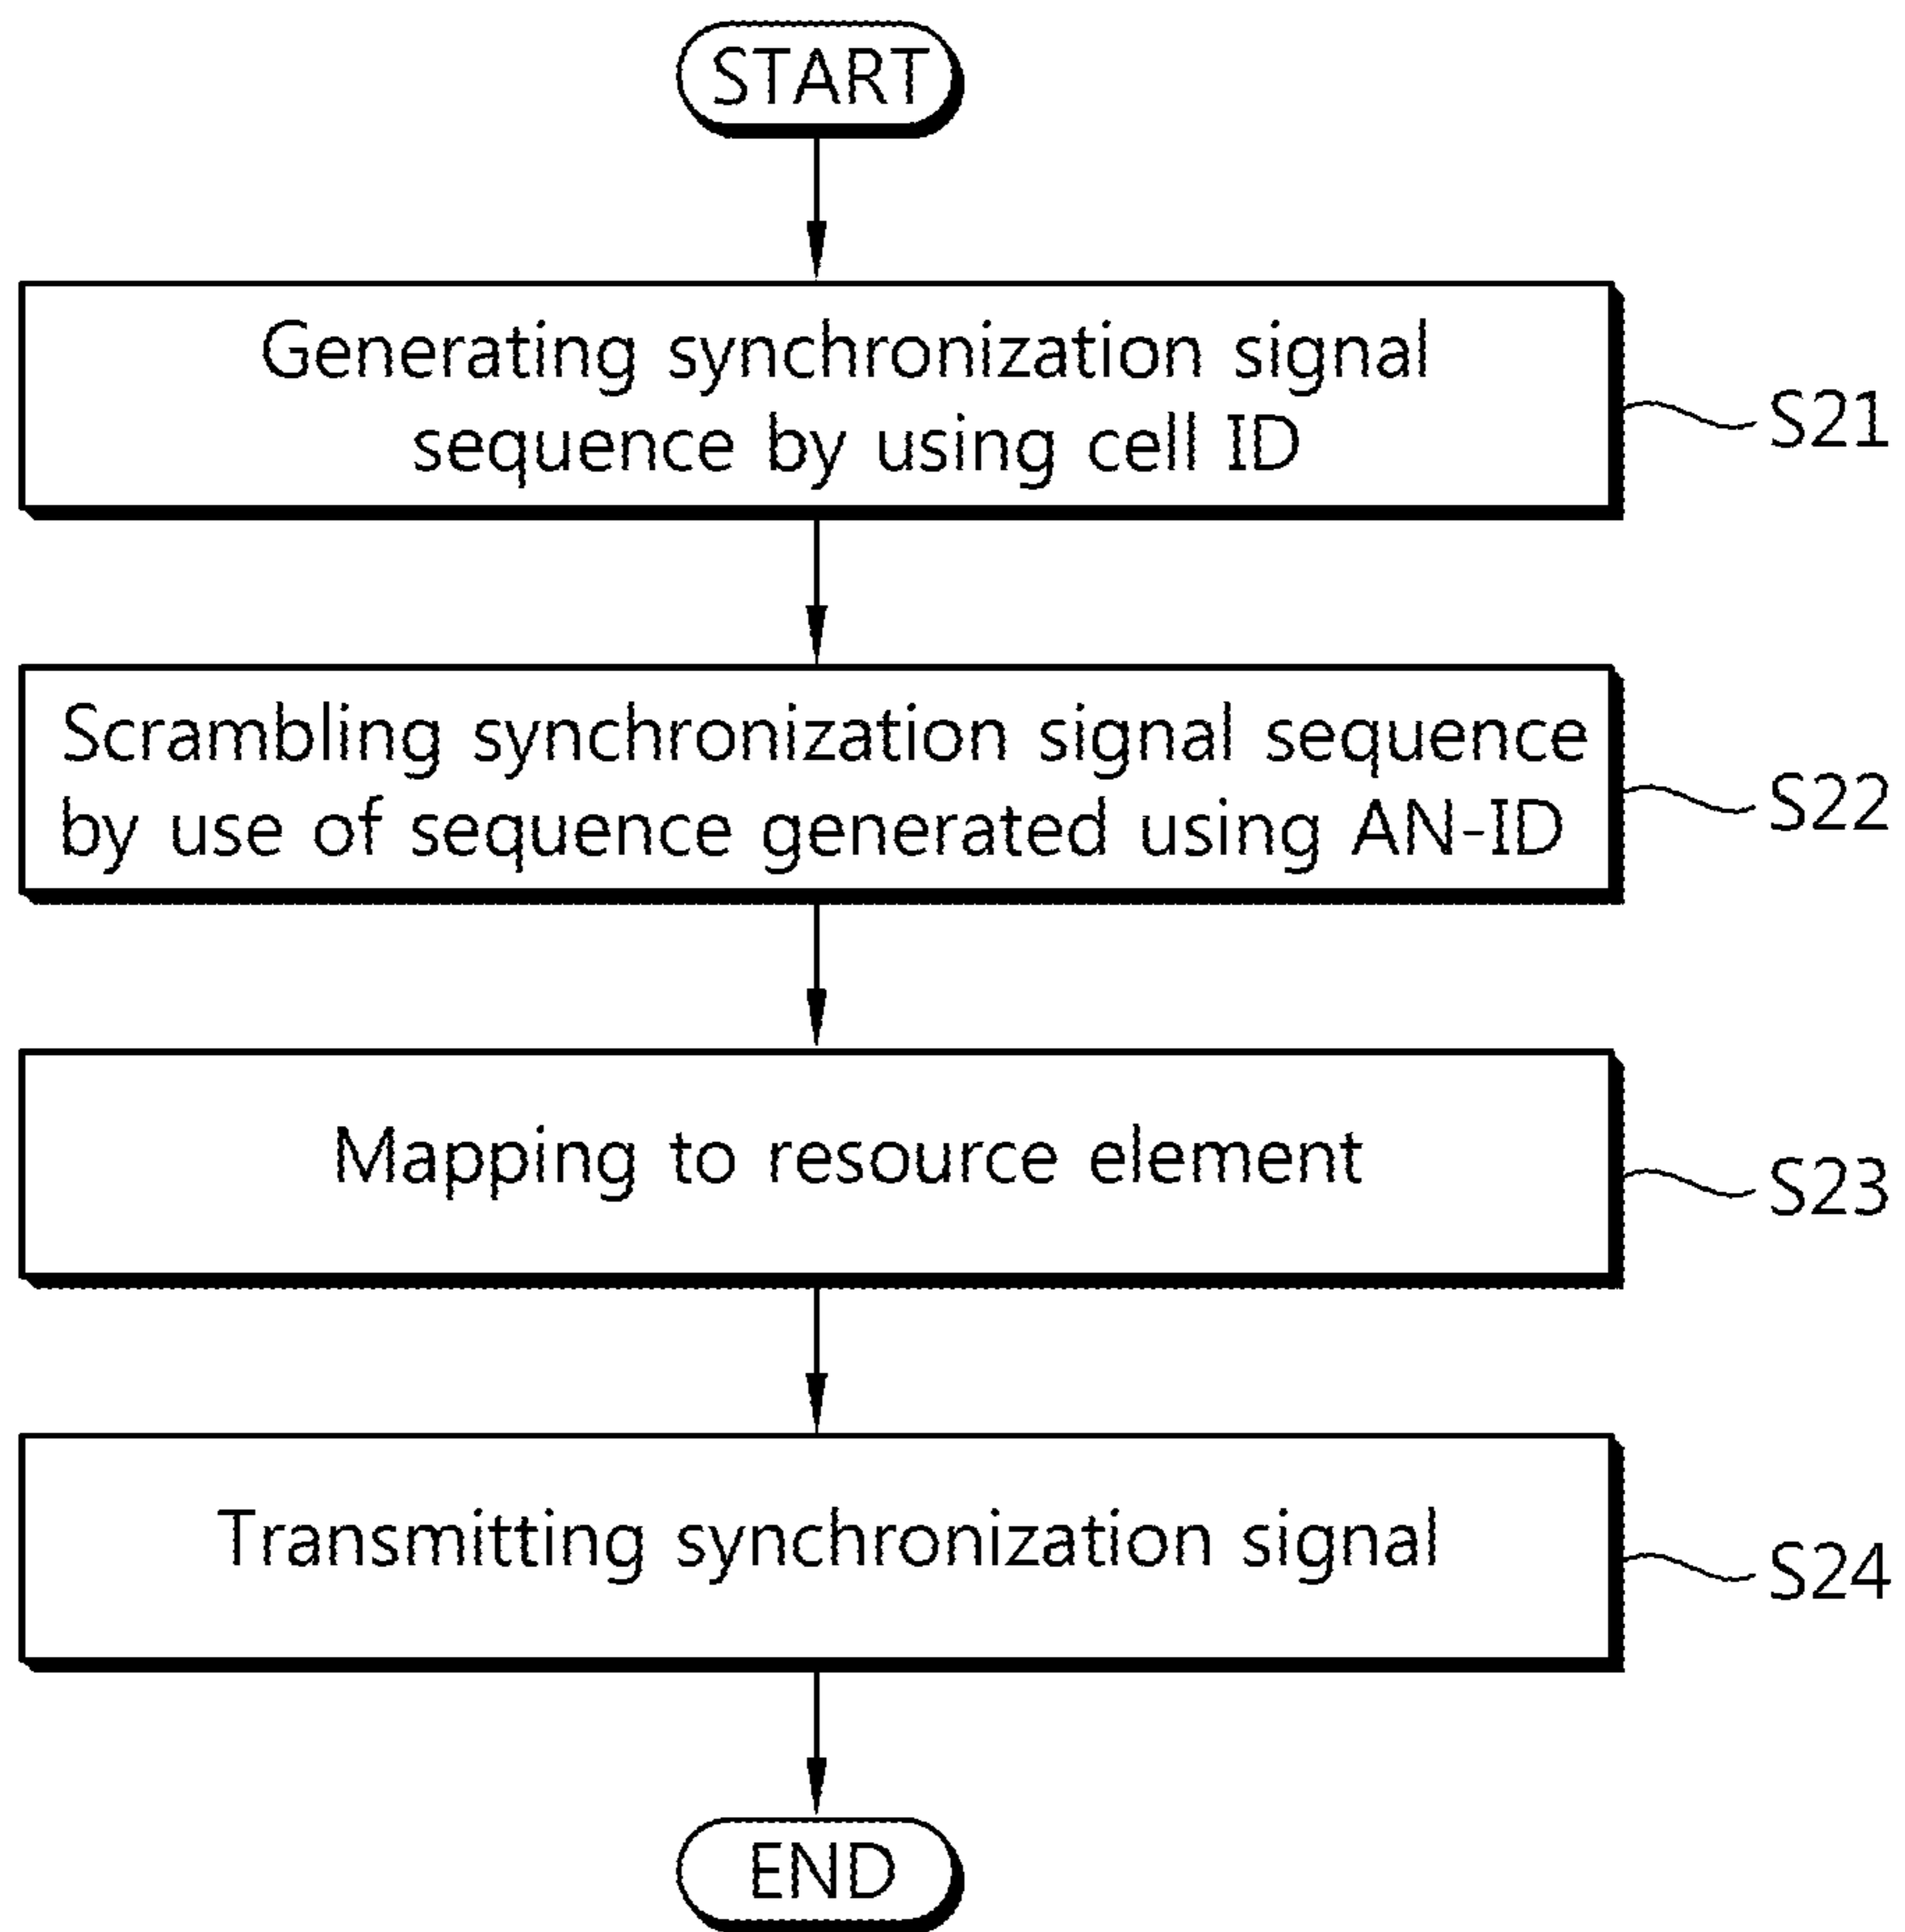 START
Generating synchronization signal
sequence by using cell ID
S21
Scrambling synchronization signal sequence
by use of sequence generated using AN-ID
S22
Mapping to resource element
S23
Transmitting synchronization signal
S24
END